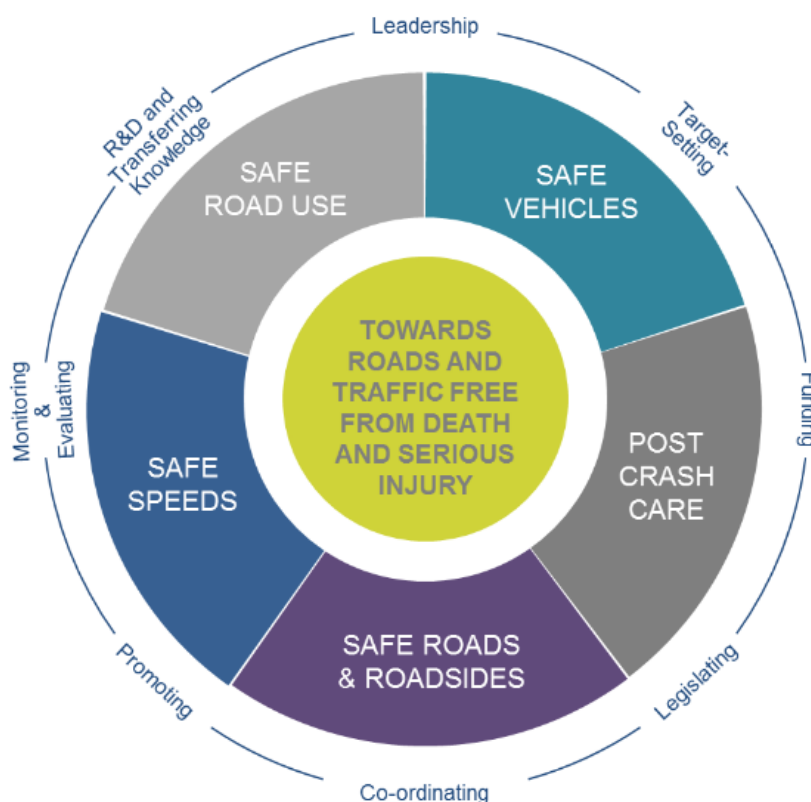 Leadership
R&D and
Transferring
Knowledge
Target-
Setting
SAFE
ROAD USE
SAFE
VEHICLES
TOWARDS
ROADS AND
TRAFFIC FREE
FROM DEATH
AND SERIOUS
INJURY
Monitoring
&
Evaluating
Funding
SAFE
SPEEDS
POST
CRASH
CARE
SAFE ROADS
& ROADSIDES
Promoting
Legislating
Co-ordinating